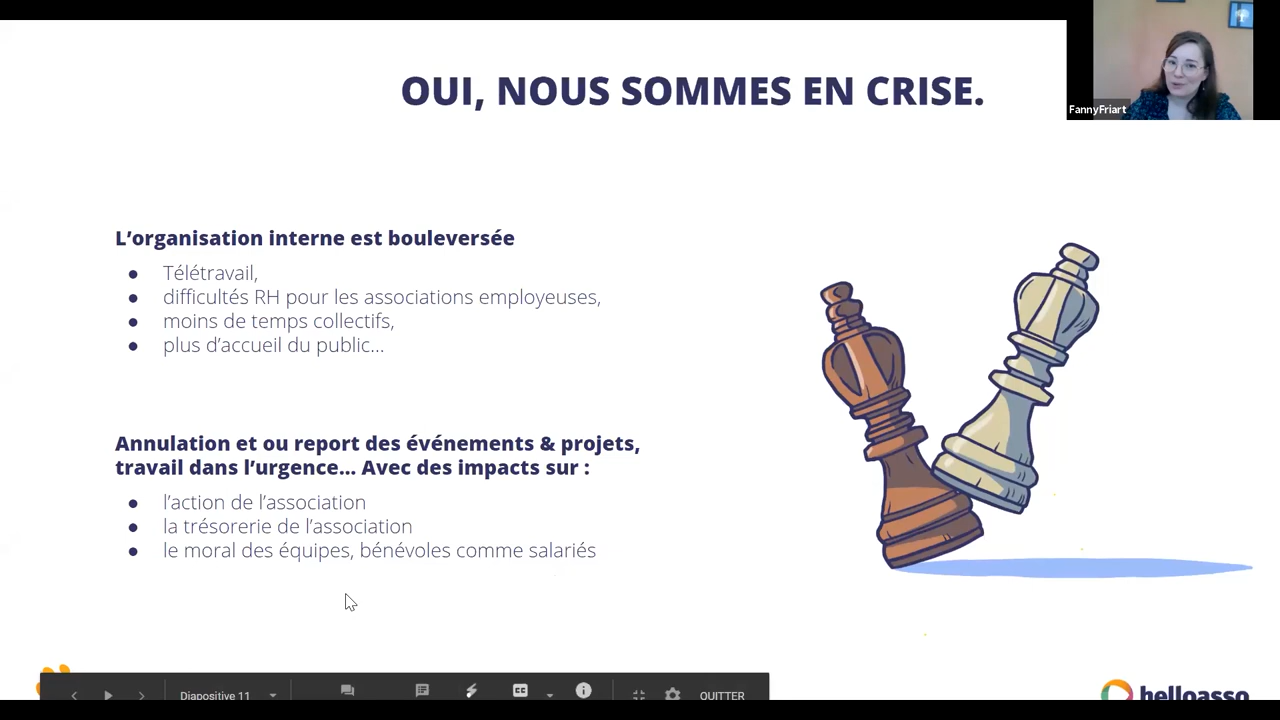 OUI, NOUS SOMMES EN CRISE.
FannyFriart
L’organisation interne est bouleversée
● Télétravail,
● difficultés RH pour les associations employeuses,
● moins de temps collectifs,
● plus d’accueil du public...
Annulation et ou report des événements & projets,
travail dans l’urgence... Avec des impacts sur :
● l’action de l’association
● la trésorerie de l’association
● le moral des équipes, bénévoles comme salariés
Diapositive 11
CC
QUITTER
helloasso